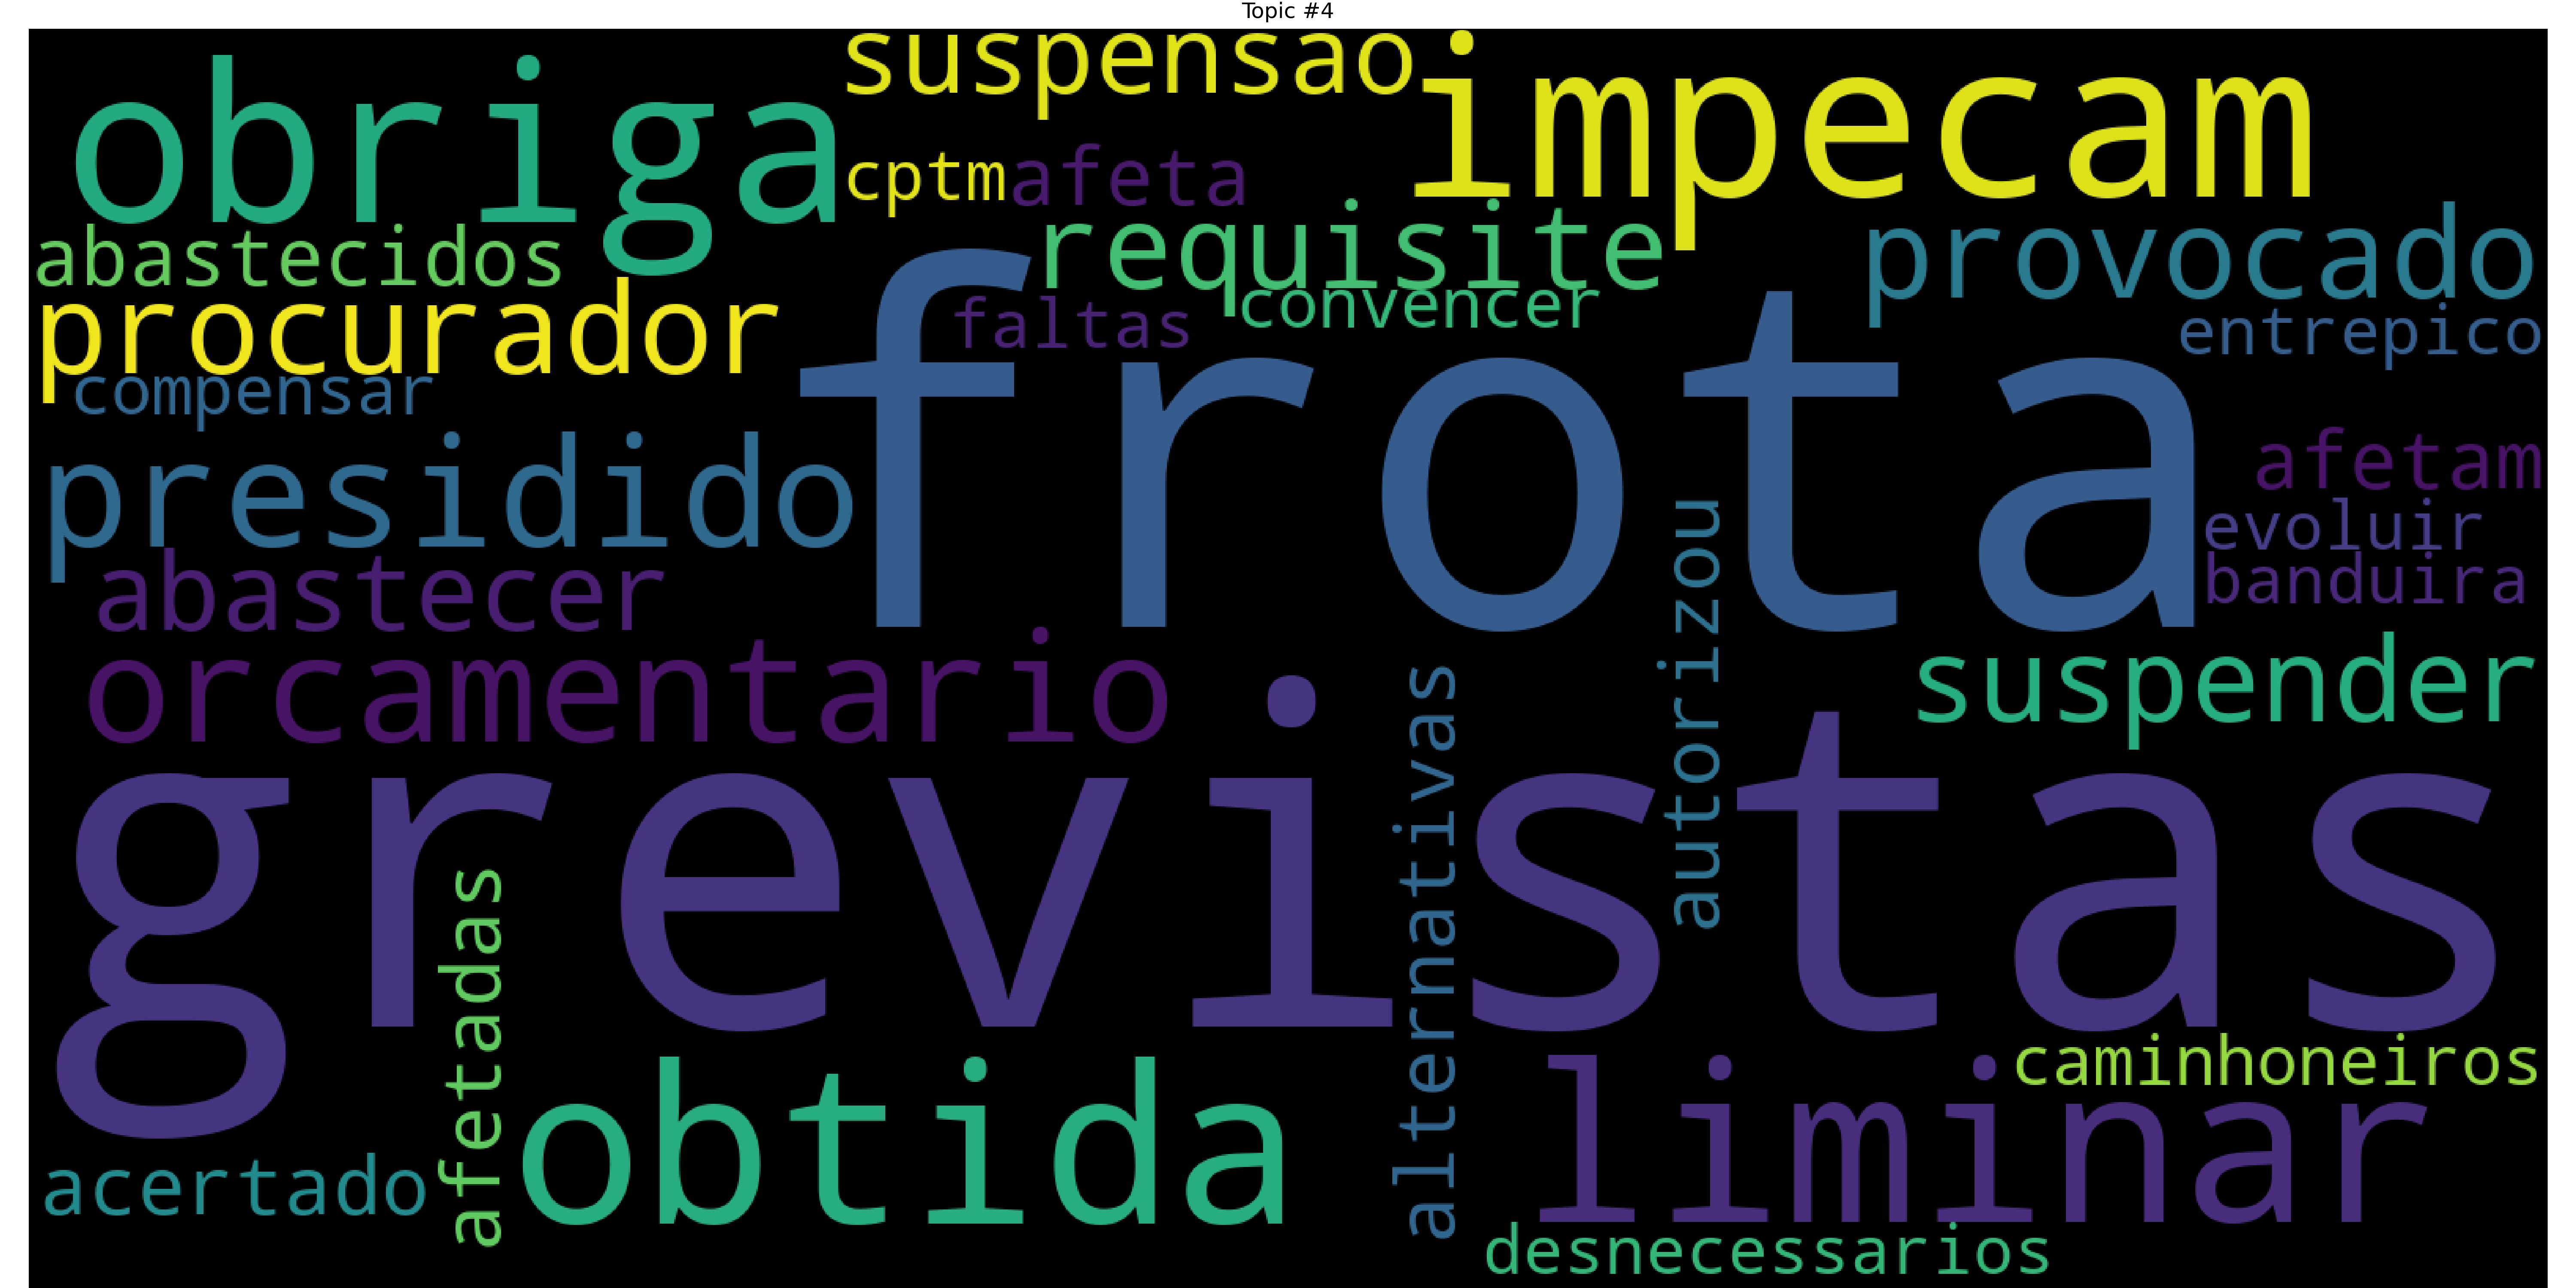 Topic #4
suspensao
obriga
impecam
cptm
afeta
requisite
abastecidos
provocado
procurador
faltas
convencer
entrepico
compensar
frota
presidido
afetam
autorizou
evoluir
banduira
abastecer
orcamentario
suspender
alternativas
grevistas
afetadas
obtida
liminar
caminhoneiros
acertado
desnecessarios